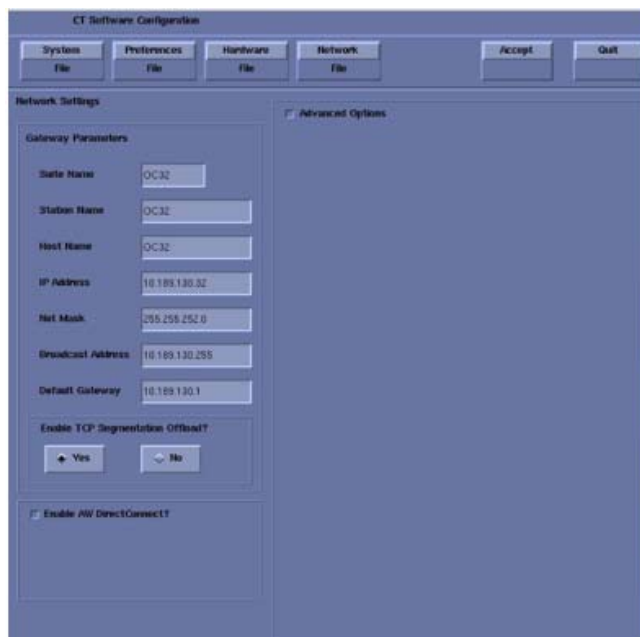 CT Software Configuration
System Preferences Hardware Network Accept Quit
File File File File
Network Settings
Advanced Options
Gateway Parameters
Suite Name OC32
Station Name OC32
Host Name OC32
IP Address 10.189.130.32
Net Mask 255.255.252.0
Broadcast Address 10.189.130.255
Default Gateway 10.189.130.1
Enable TCP Segmentation Offload?
Yes No
Enable AW DirectConnect?